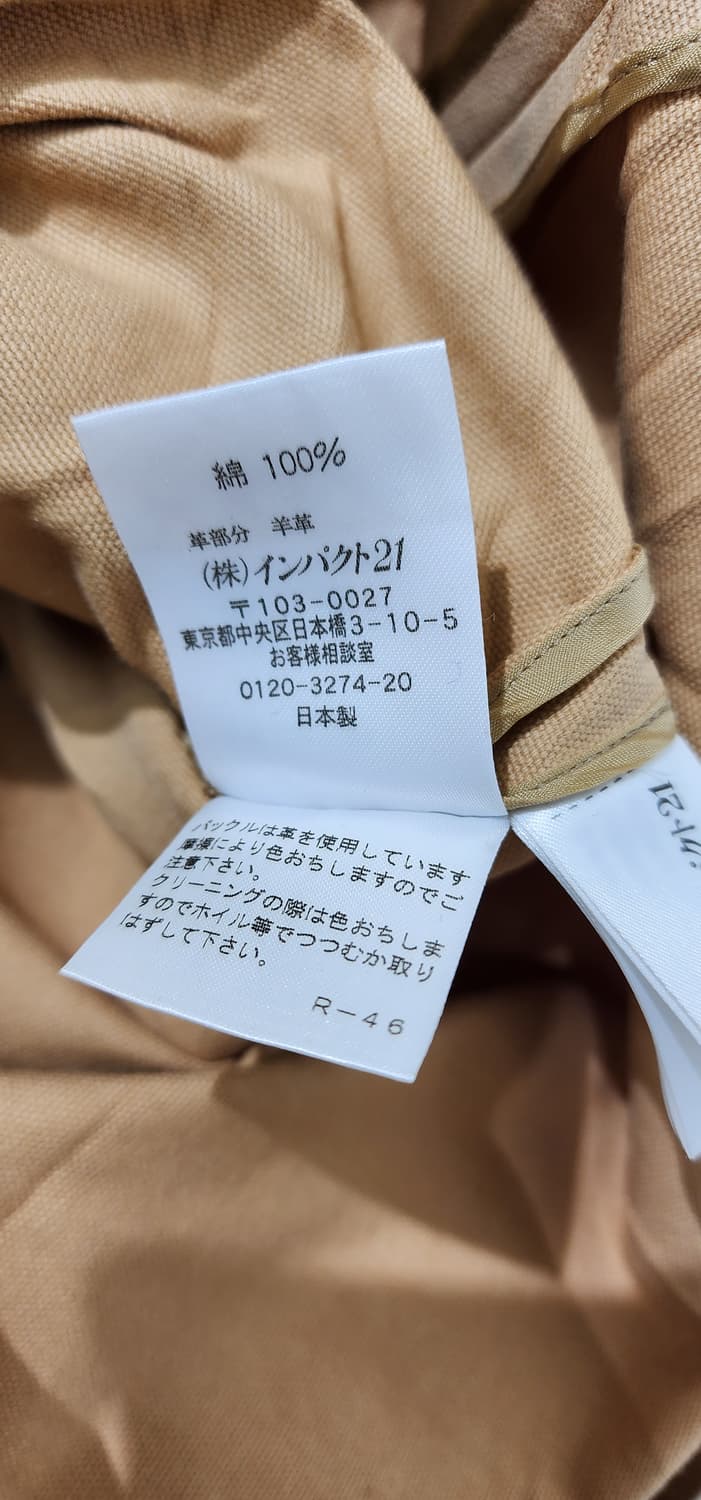 綿 100%
革部分 羊革
(株)インパクト21
〒103-0027
東京都中央区日本橋3-10-5
お客様相談室
0120-3274-20
日本製
バックルは革を使用しています
摩擦により色おちしますのでご
注意下さい。
クリーニングの際は色おちしま
すのでホイル等でつつむか取り
はずして下さい。
R-46